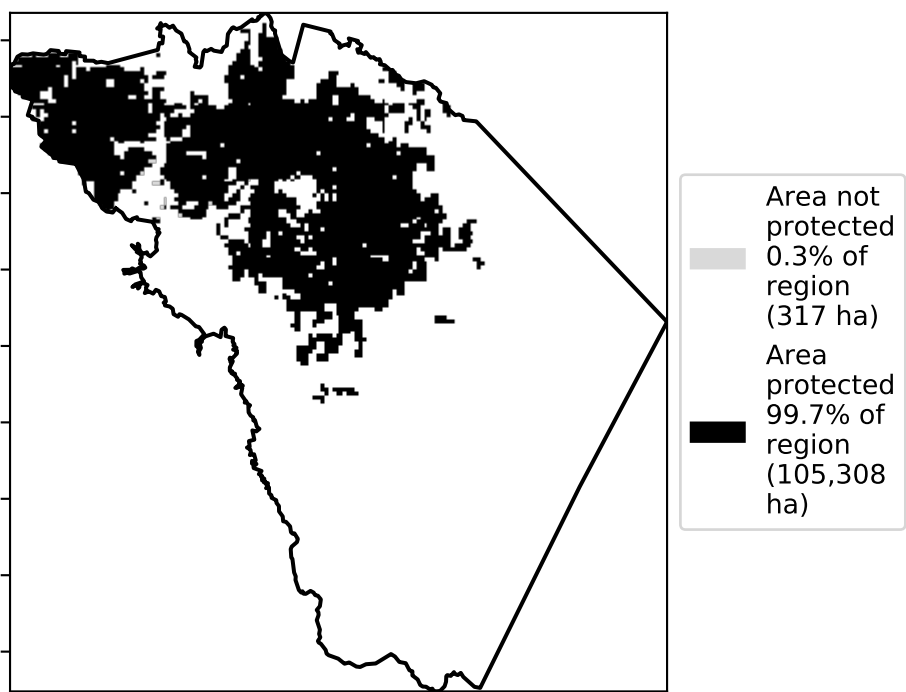 Area not
protected
0.3% of
region
(317 ha)
Area
protected
99.7% of
region
(105,308
ha)